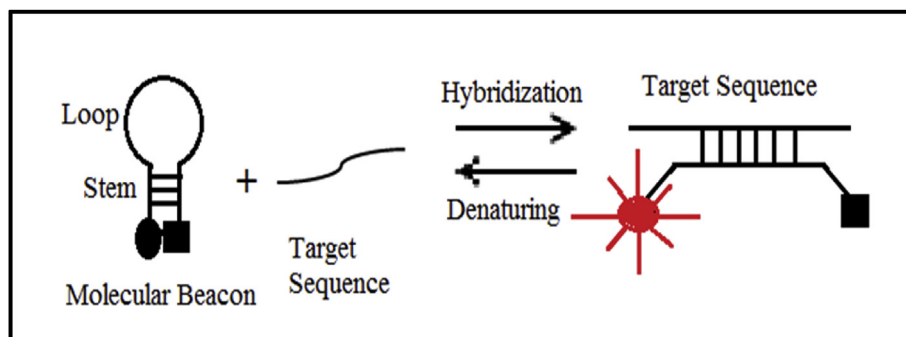 Loop
Stem
+
Molecular Beacon
Target
Sequence
Hybridization
Denaturing
Target Sequence